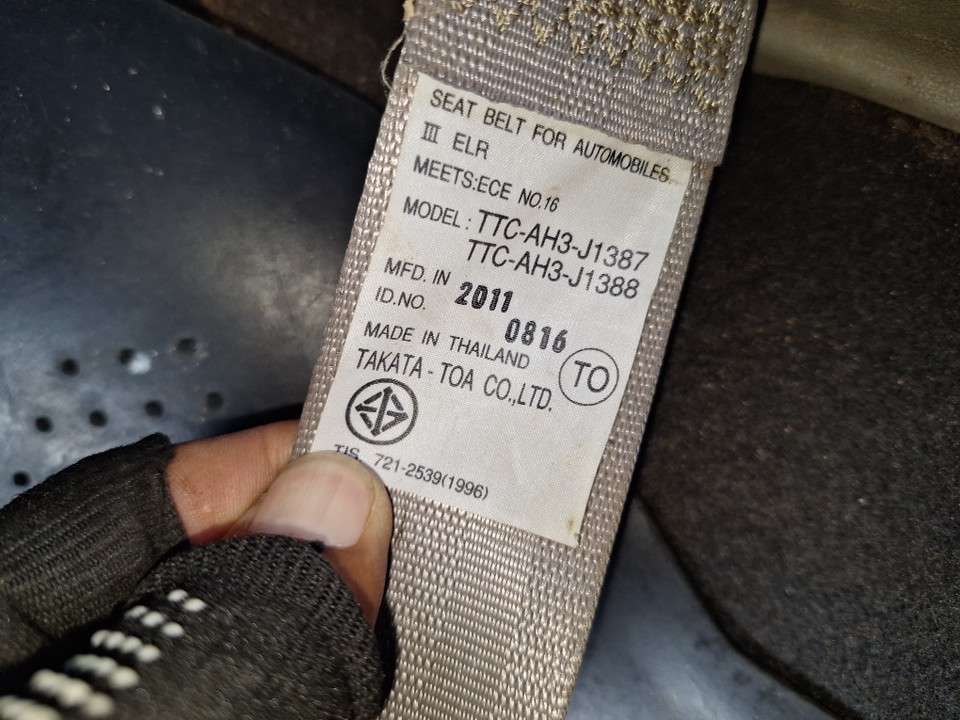 SEAT BELT FOR AUTOMOBILES.
III ELR
MEETS:ECE NO.16
MODEL : TTC-AH3-J1387
TTC-AH3-J1388
MFD. IN 2011
ID.NO. 0816
MADE IN THAILAND
TAKATA - TOA CO.,LTD. TO
TIS 721-2539(1996)